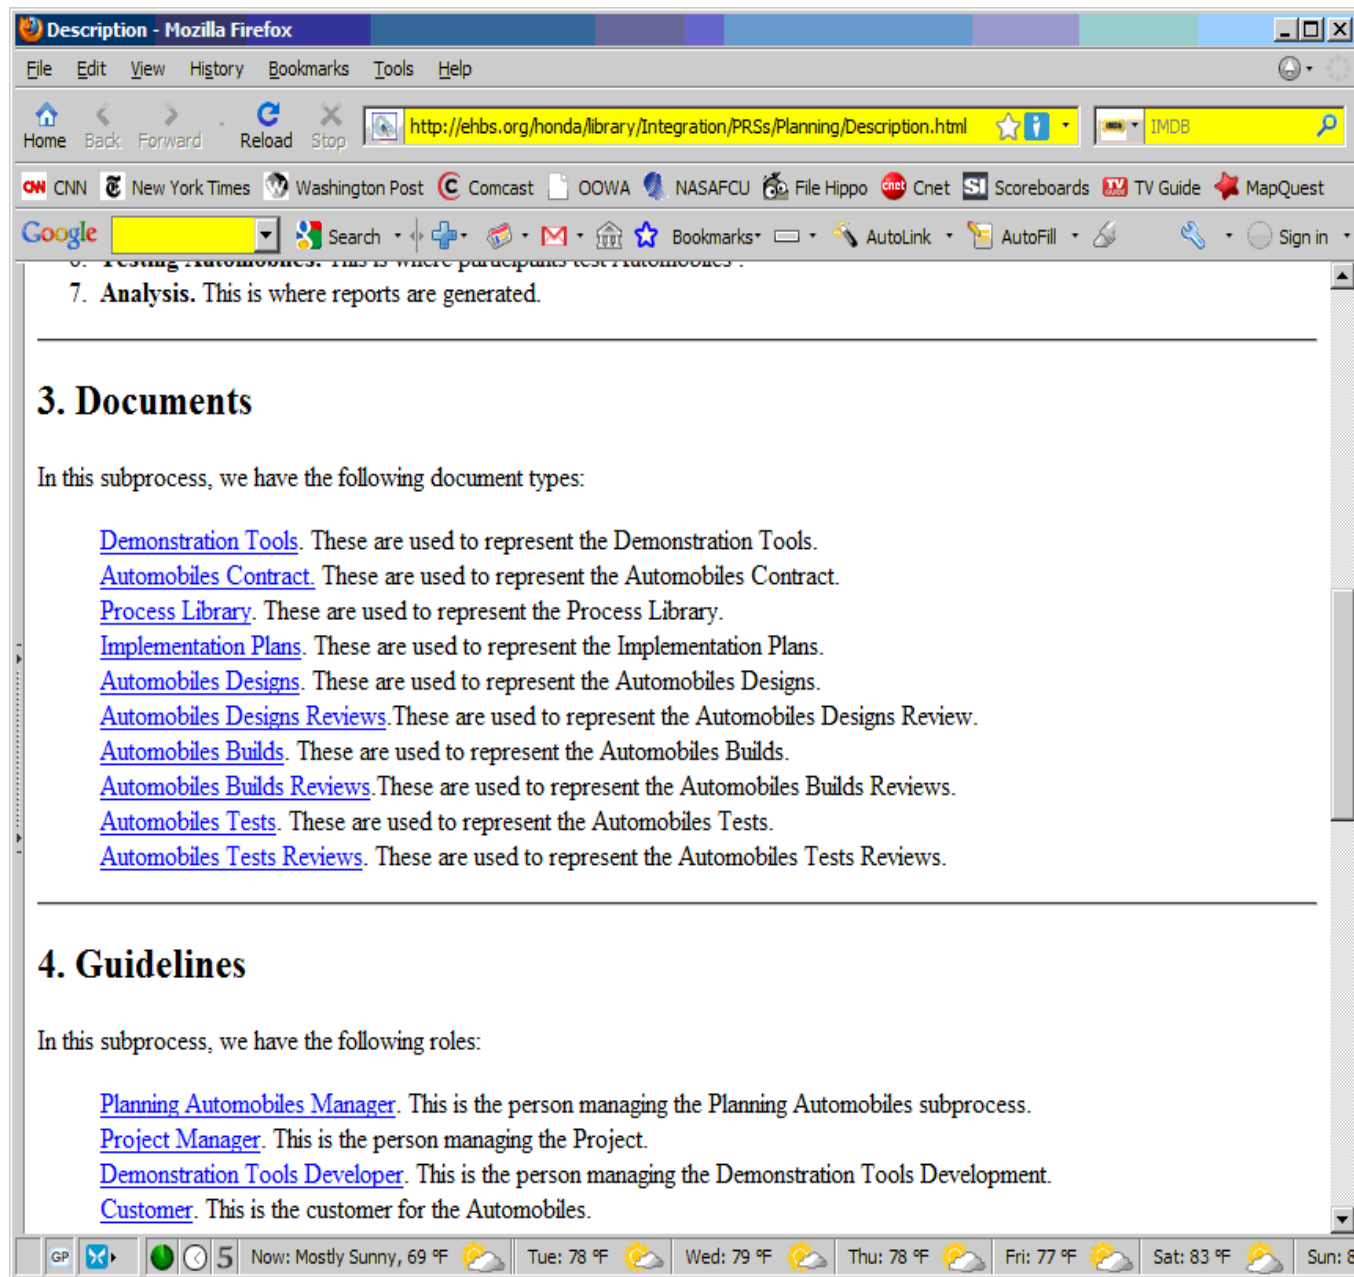 Description - Mozilla Firefox
File Edit View History Bookmarks Tools Help
Home Back Forward Reload Stop http://ehbs.org/honda/library/Integration/PRSs/Planning/Description.html IMDB
CNN New York Times Washington Post Comcast OOWA NASAFCU File Hippo Cnet Scoreboards TV Guide MapQuest
Google Search Bookmarks AutoLink AutoFill Sign in
6. Testing Automobiles. This is where participants test Automobiles .
7. Analysis. This is where reports are generated.
3. Documents
In this subprocess, we have the following document types:
Demonstration Tools. These are used to represent the Demonstration Tools.
Automobiles Contract. These are used to represent the Automobiles Contract.
Process Library. These are used to represent the Process Library.
Implementation Plans. These are used to represent the Implementation Plans.
Automobiles Designs. These are used to represent the Automobiles Designs.
Automobiles Designs Reviews.These are used to represent the Automobiles Designs Review.
Automobiles Builds. These are used to represent the Automobiles Builds.
Automobiles Builds Reviews.These are used to represent the Automobiles Builds Reviews.
Automobiles Tests. These are used to represent the Automobiles Tests.
Automobiles Tests Reviews. These are used to represent the Automobiles Tests Reviews.
4. Guidelines
In this subprocess, we have the following roles:
Planning Automobiles Manager. This is the person managing the Planning Automobiles subprocess.
Project Manager. This is the person managing the Project.
Demonstration Tools Developer. This is the person managing the Demonstration Tools Development.
Customer. This is the customer for the Automobiles.
GP 5 Now: Mostly Sunny, 69 °F Tue: 78 °F Wed: 79 °F Thu: 78 °F Fri: 77 °F Sat: 83 °F Sun: 8